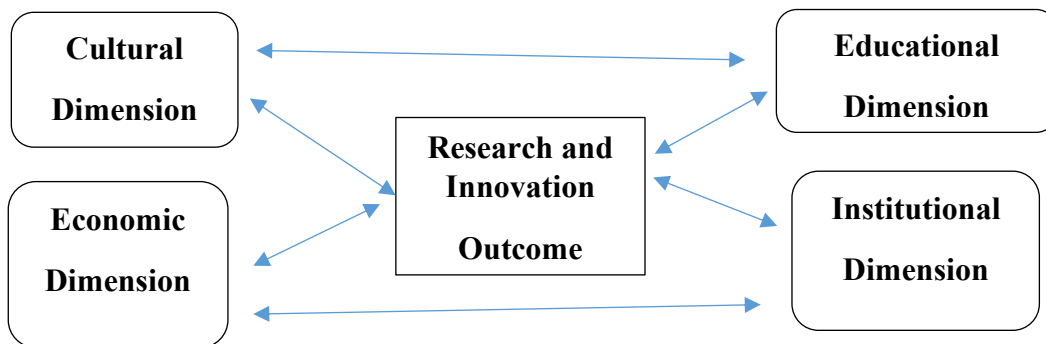 Cultural
Dimension
Educational
Dimension
Research and
Innovation
Outcome
Economic
Dimension
Institutional
Dimension